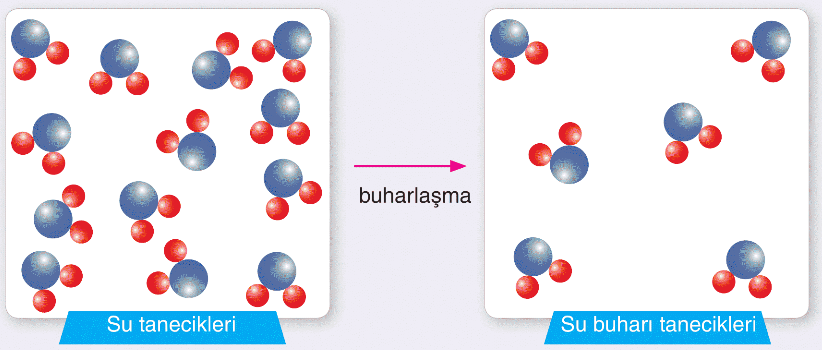 buharlaşma
Su tanecikleri
Su buharı tanecikleri